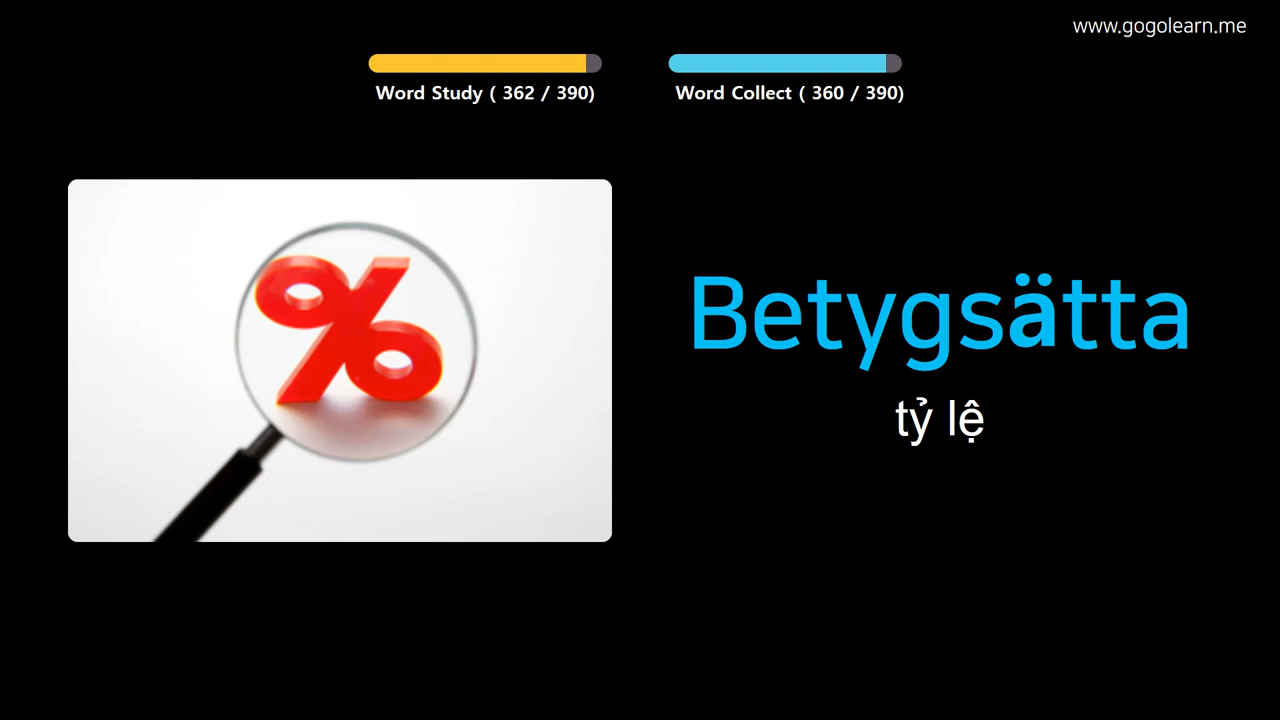 www.gogolearn.me
Word Study ( 362 / 390)
Word Collect ( 360 / 390)
%
Betygsätta
tỷ lệ